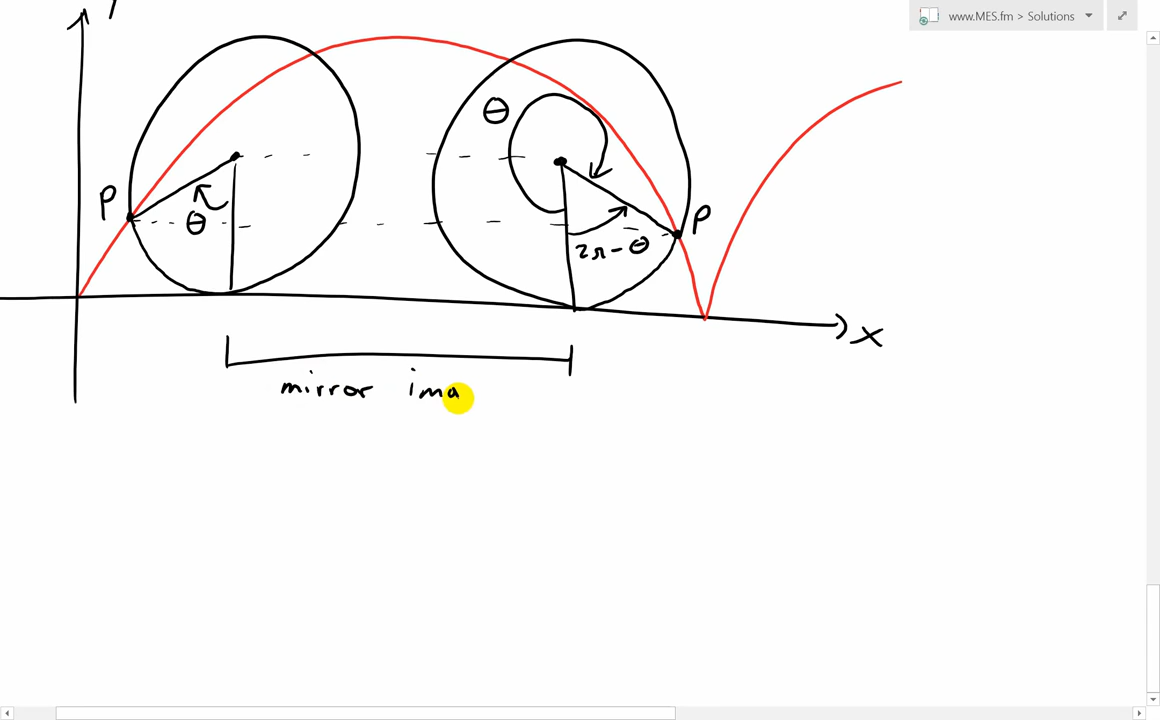 www.MES.fm > Solutions
θ
P
θ
P
2π - θ
x
mirror ima